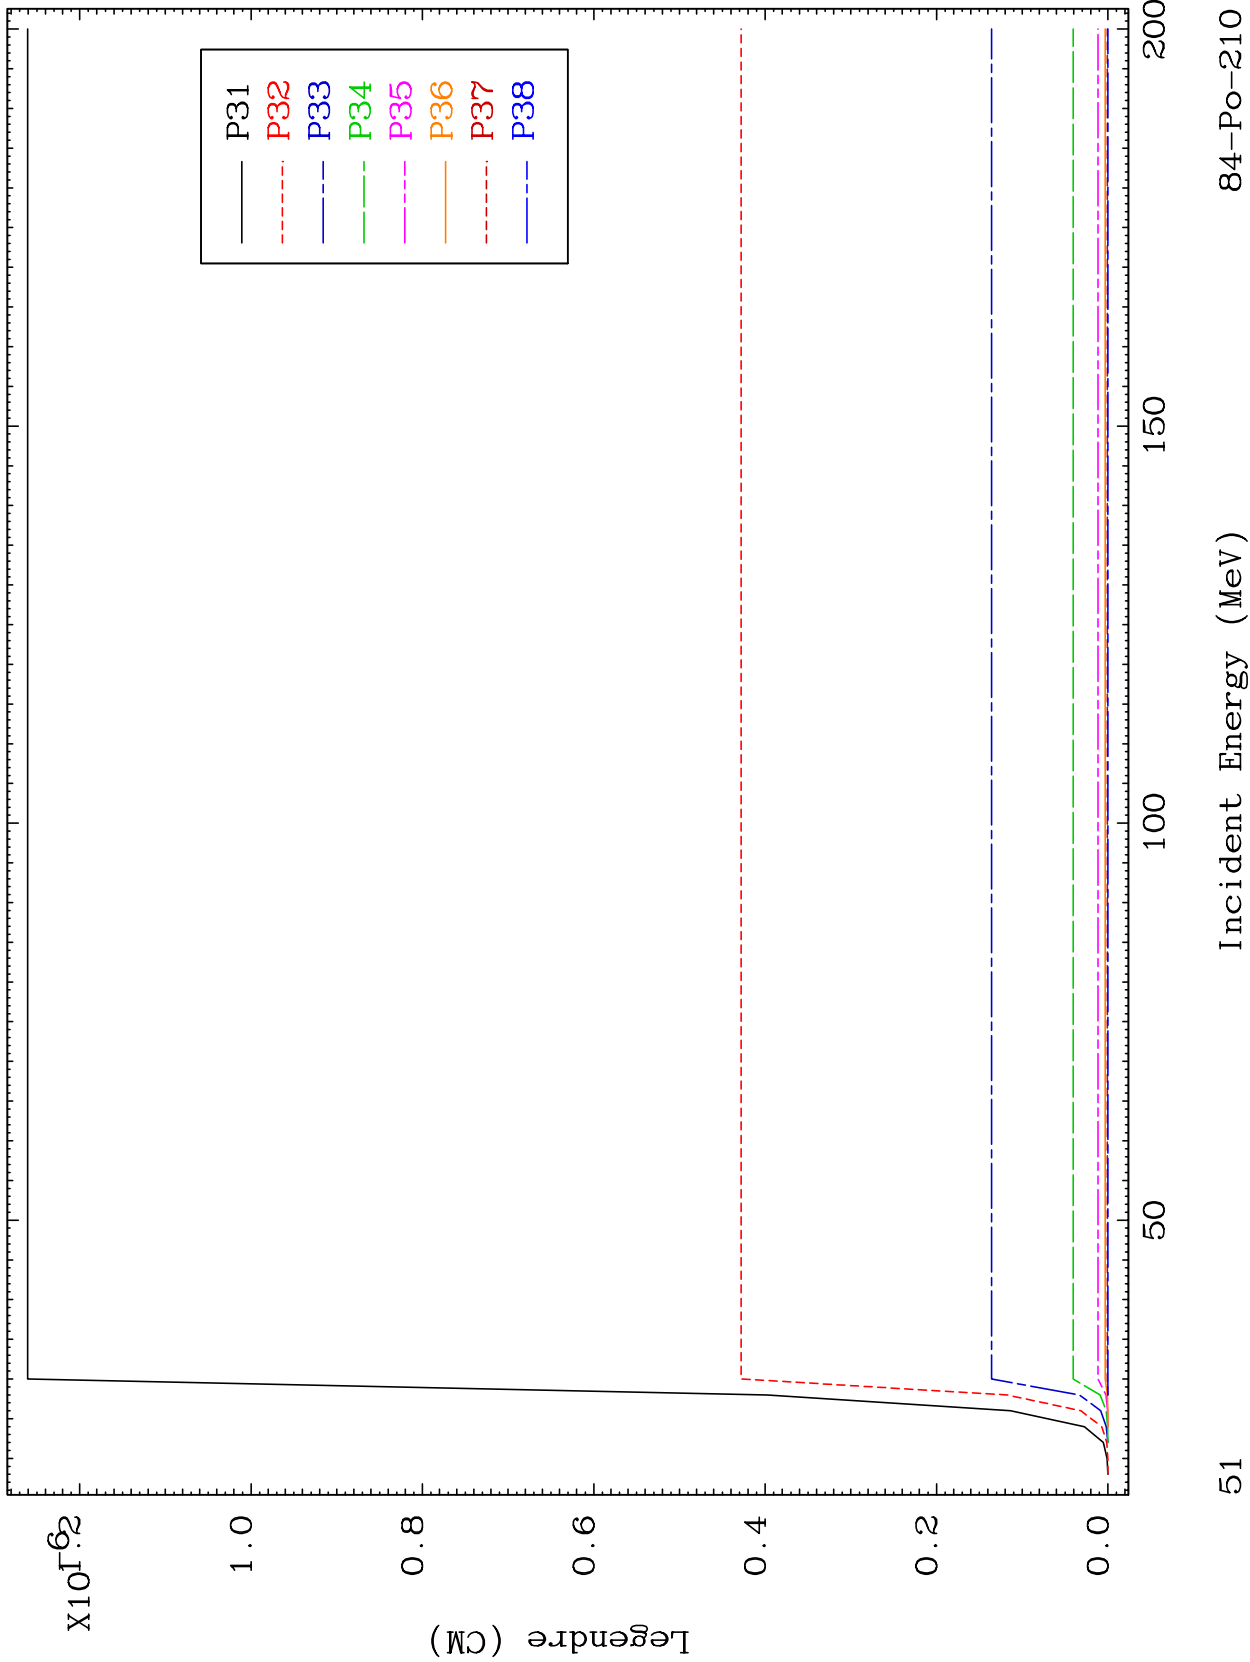 X10-6
1.2
1.0
0.8
0.6
0.4
0.2
0.0
Legendre (CM)
P31
P32
P33
P34
P35
P36
P37
P38
50
100
150
200
51
Incident Energy (MeV)
84-Po-210